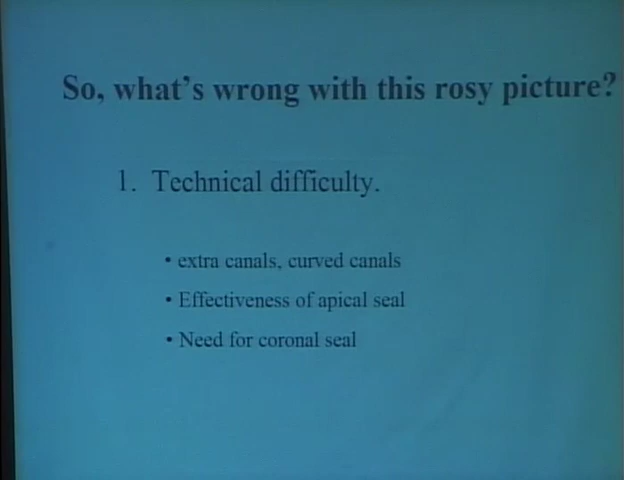 So, what's wrong with this rosy picture?
1. Technical difficulty.
• extra canals, curved canals
• Effectiveness of apical seal
• Need for coronal seal